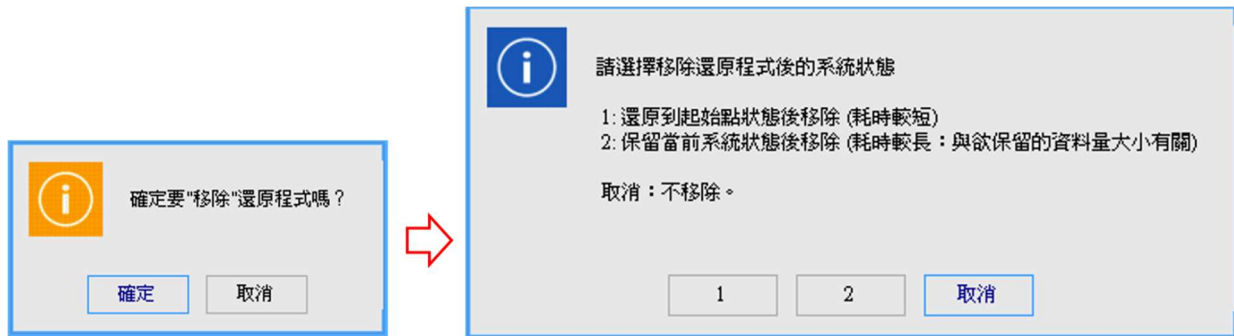 確定要"移除"還原程式嗎？
確定
取消
請選擇移除還原程式後的系統狀態
1: 還原到起始點狀態後移除 (耗時較短)
2: 保留當前系統狀態後移除 (耗時較長：與欲保留的資料量大小有關)
取消：不移除。
1
2
取消